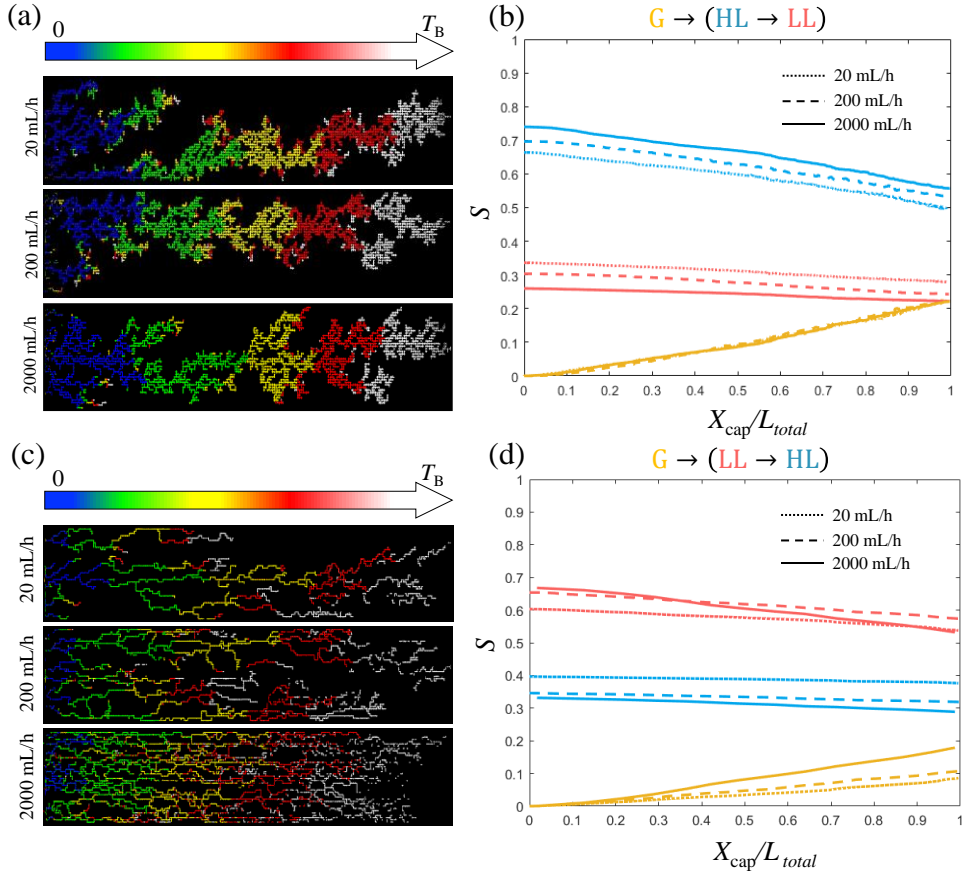 (a)
0
T_B
20 mL/h
200 mL/h
2000 mL/h
(b)
G → (HL → LL)
1
0.9
0.8
0.7
0.6
0.5
0.4
0.3
0.2
0.1
0
S
20 mL/h
200 mL/h
2000 mL/h
0 0.1 0.2 0.3 0.4 0.5 0.6 0.7 0.8 0.9 1
X_cap/L_total
(c)
0
T_B
20 mL/h
200 mL/h
2000 mL/h
(d)
G → (LL → HL)
1
0.9
0.8
0.7
0.6
0.5
0.4
0.3
0.2
0.1
0
S
20 mL/h
200 mL/h
2000 mL/h
0 0.1 0.2 0.3 0.4 0.5 0.6 0.7 0.8 0.9 1
X_cap/L_total